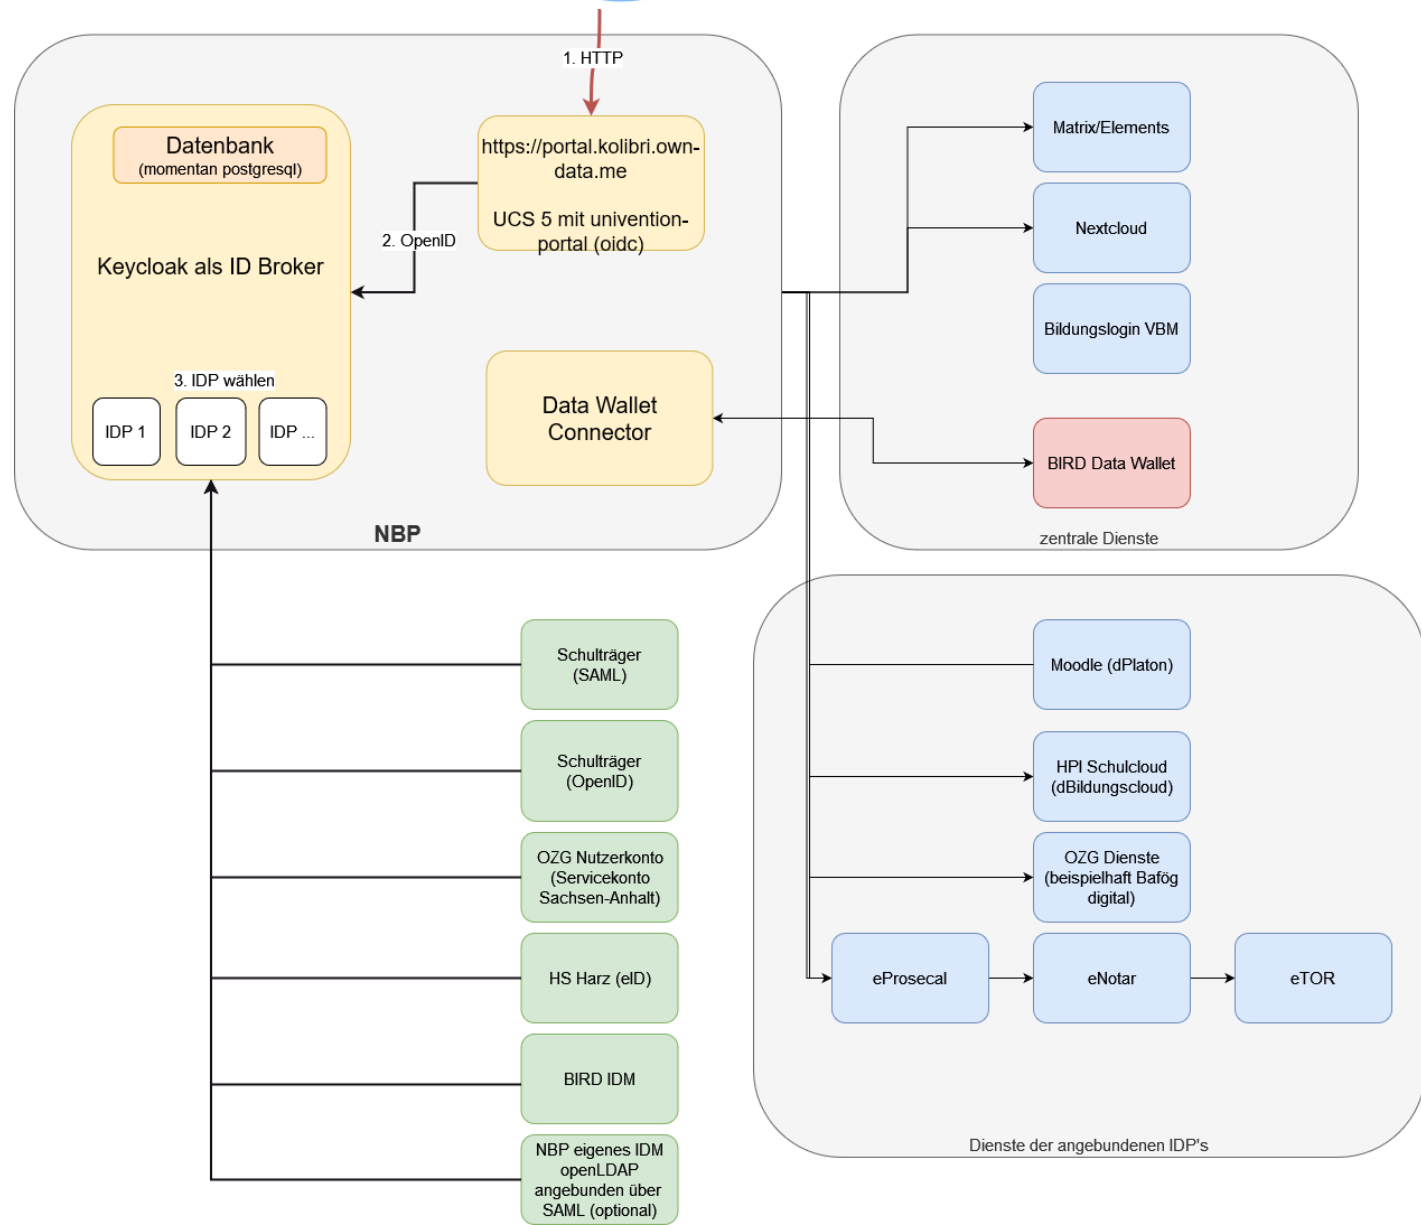 1. HTTP
Datenbank
(momentan postgresql)
https://portal.kolibri.own-
data.me
UCS 5 mit univention-
portal (oidc)
2. OpenID
Keycloak als ID Broker
3. IDP wählen
IDP 1
IDP 2
IDP ...
Data Wallet
Connector
NBP
Matrix/Elements
Nextcloud
Bildungslogin VBM
BIRD Data Wallet
zentrale Dienste
Schulträger
(SAML)
Schulträger
(OpenID)
OZG Nutzerkonto
(Servicekonto
Sachsen-Anhalt)
HS Harz (eID)
BIRD IDM
NBP eigenes IDM
openLDAP
angebunden über
SAML (optional)
Moodle (dPlaton)
HPI Schulcloud
(dBildungscloud)
OZG Dienste
(beispielhaft Bafög
digital)
eProsecal
eNotar
eTOR
Dienste der angebundenen IDP's